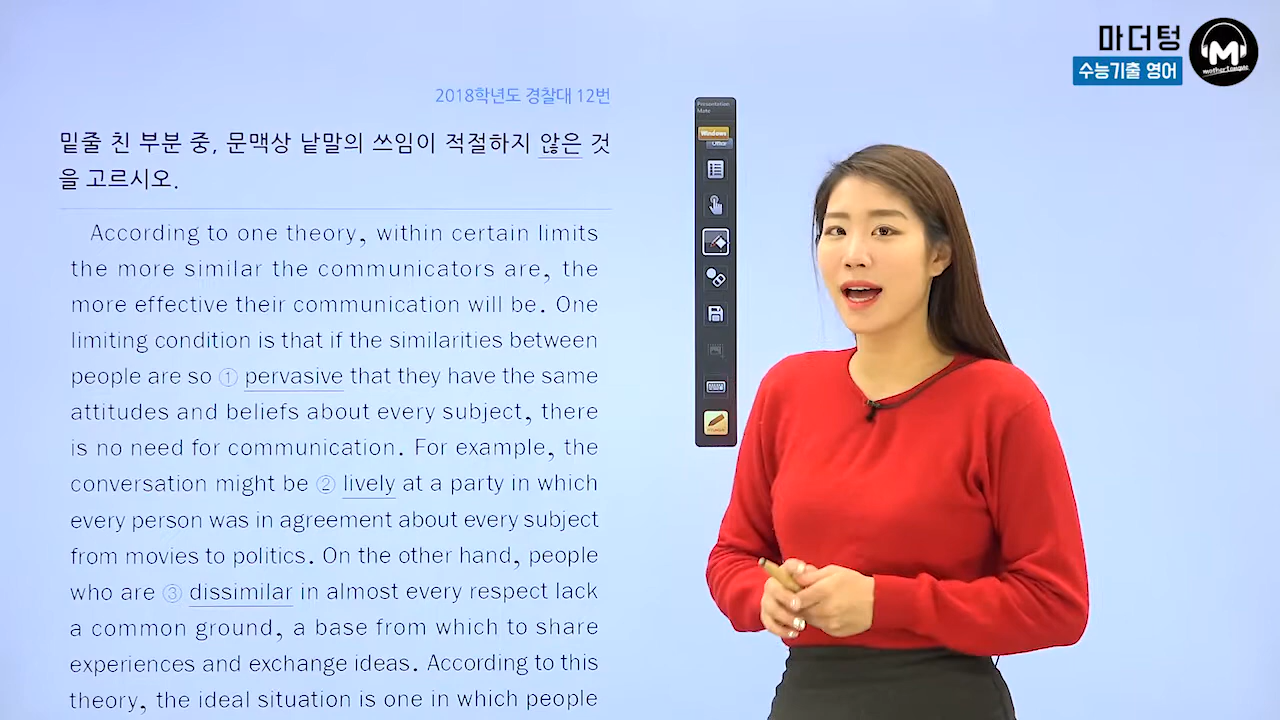 마더텅
수능기출 영어
M
mothertongue
2018학년도 경찰대 12번
밑줄 친 부분 중, 문맥상 낱말의 쓰임이 적절하지 않은 것
을 고르시오.
According to one theory, within certain limits
the more similar the communicators are, the
more effective their communication will be. One
limiting condition is that if the similarities between
people are so ① pervasive that they have the same
attitudes and beliefs about every subject, there
is no need for communication. For example, the
conversation might be ② lively at a party in which
every person was in agreement about every subject
from movies to politics. On the other hand, people
who are ③ dissimilar in almost every respect lack
a common ground, a base from which to share
experiences and exchange ideas. According to this
theory, the ideal situation is one in which people
Presentation
Mate
Windows